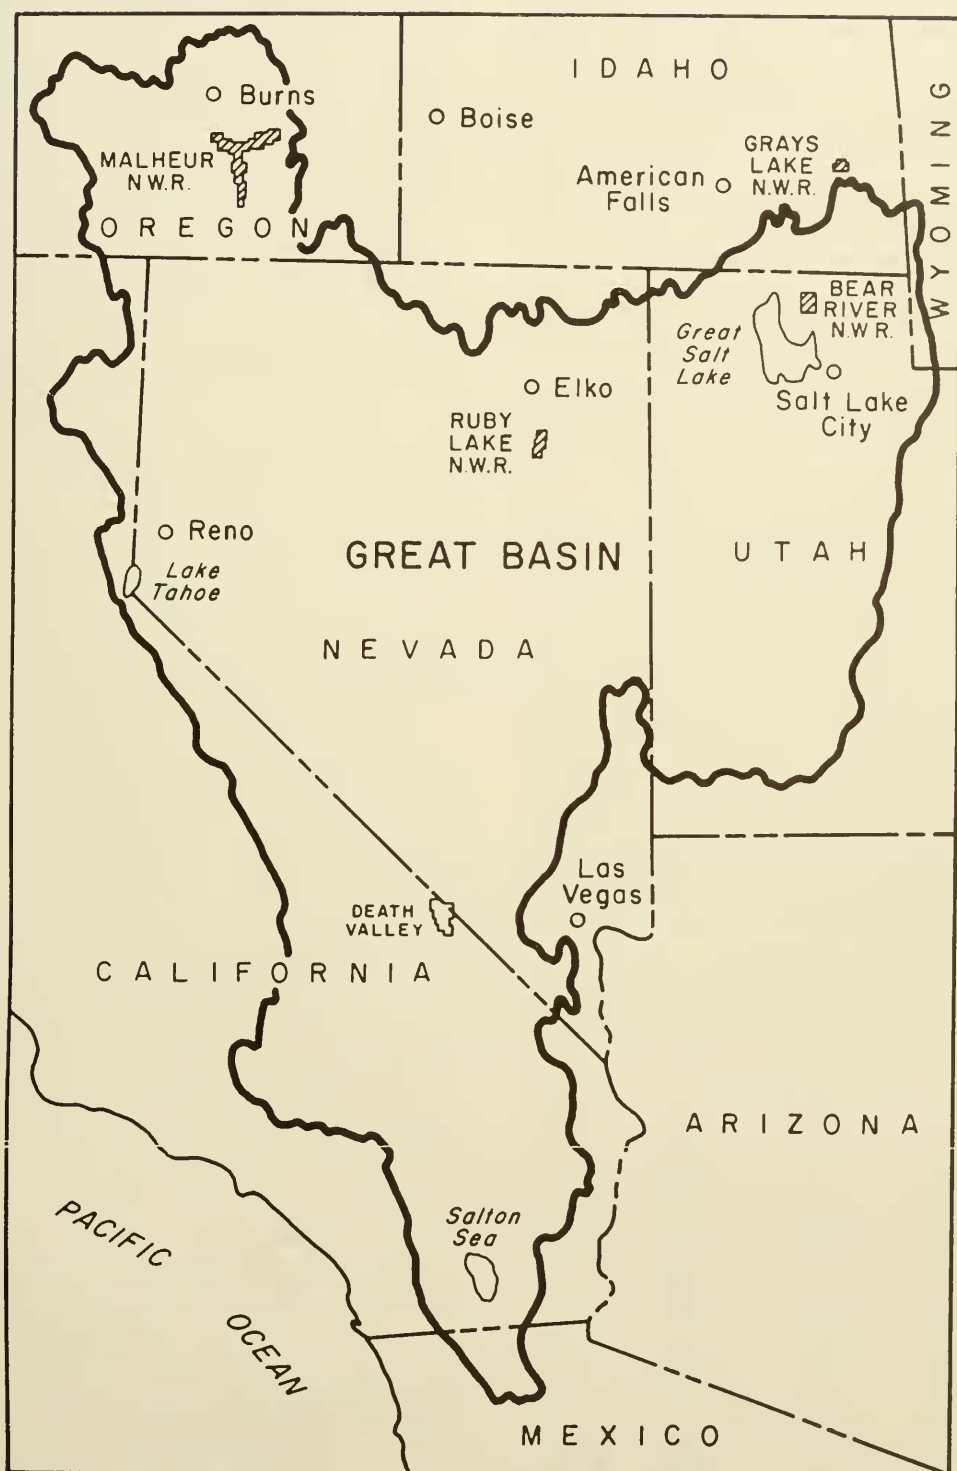 IDAHO
Burns
Boise
WYOMING
MALHEUR
N.W.R.
GRAYS
LAKE
N.W.R.
American
Falls
OREGON
BEAR
RIVER
N.W.R.
Great
Salt
Lake
Elko
Salt Lake
City
RUBY
LAKE
N.W.R.
Reno
GREAT BASIN
UTAH
Lake
Tahoe
NEVADA
Las
Vegas
DEATH
VALLEY
CALIFORNIA
ARIZONA
PACIFIC
OCEAN
Salton
Sea
MEXICO